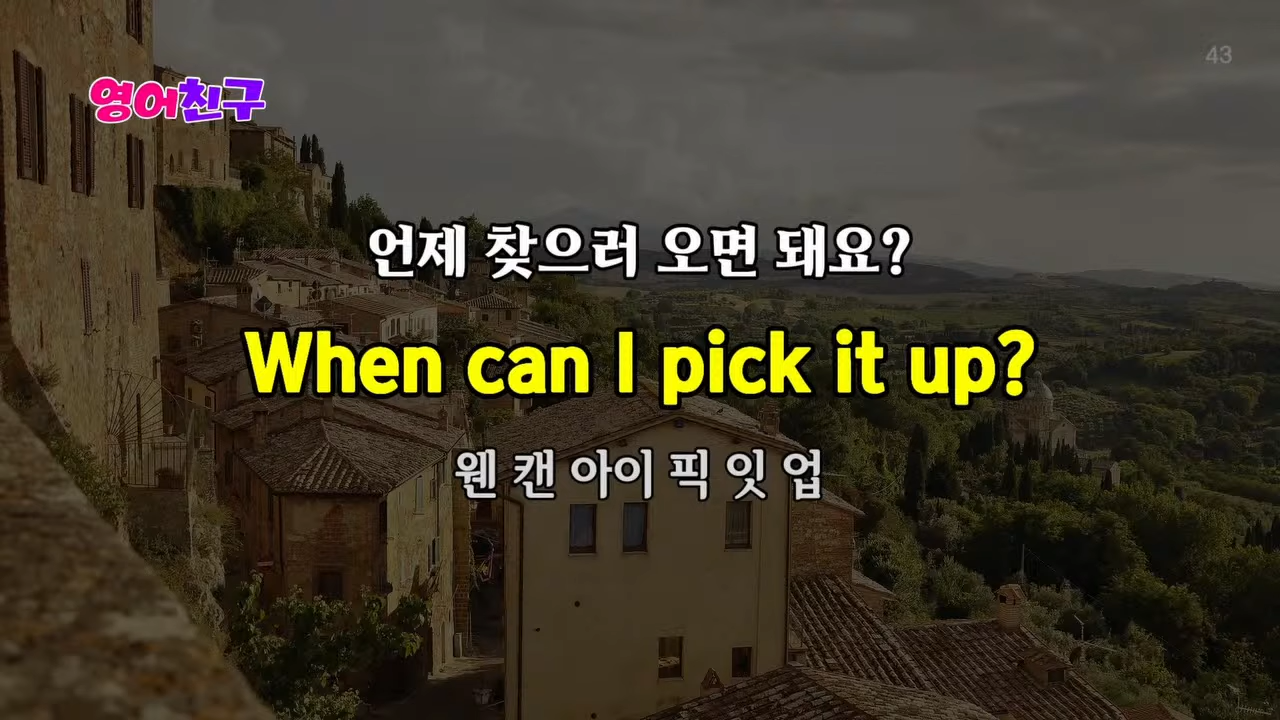 43
영어친구
언제 찾으러 오면 돼요?
When can I pick it up?
웬 캔 아이 픽 잇 업